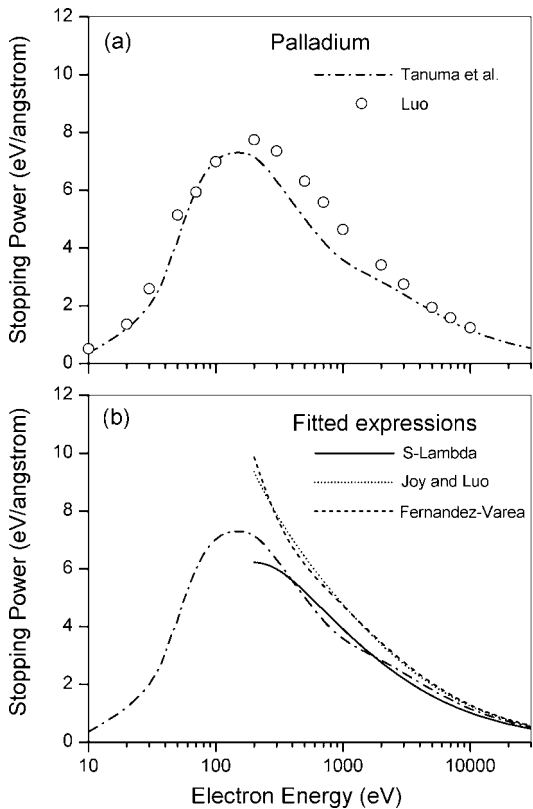 12
(a)
Palladium
Tanuma et al.
Luo
10
8
6
4
2
0
Stopping Power (eV/angstrom)
12
(b)
Fitted expressions
S-Lambda
Joy and Luo
Fernandez-Varea
10
8
6
4
2
0
Stopping Power (eV/angstrom)
10 100 1000 10000
Electron Energy (eV)